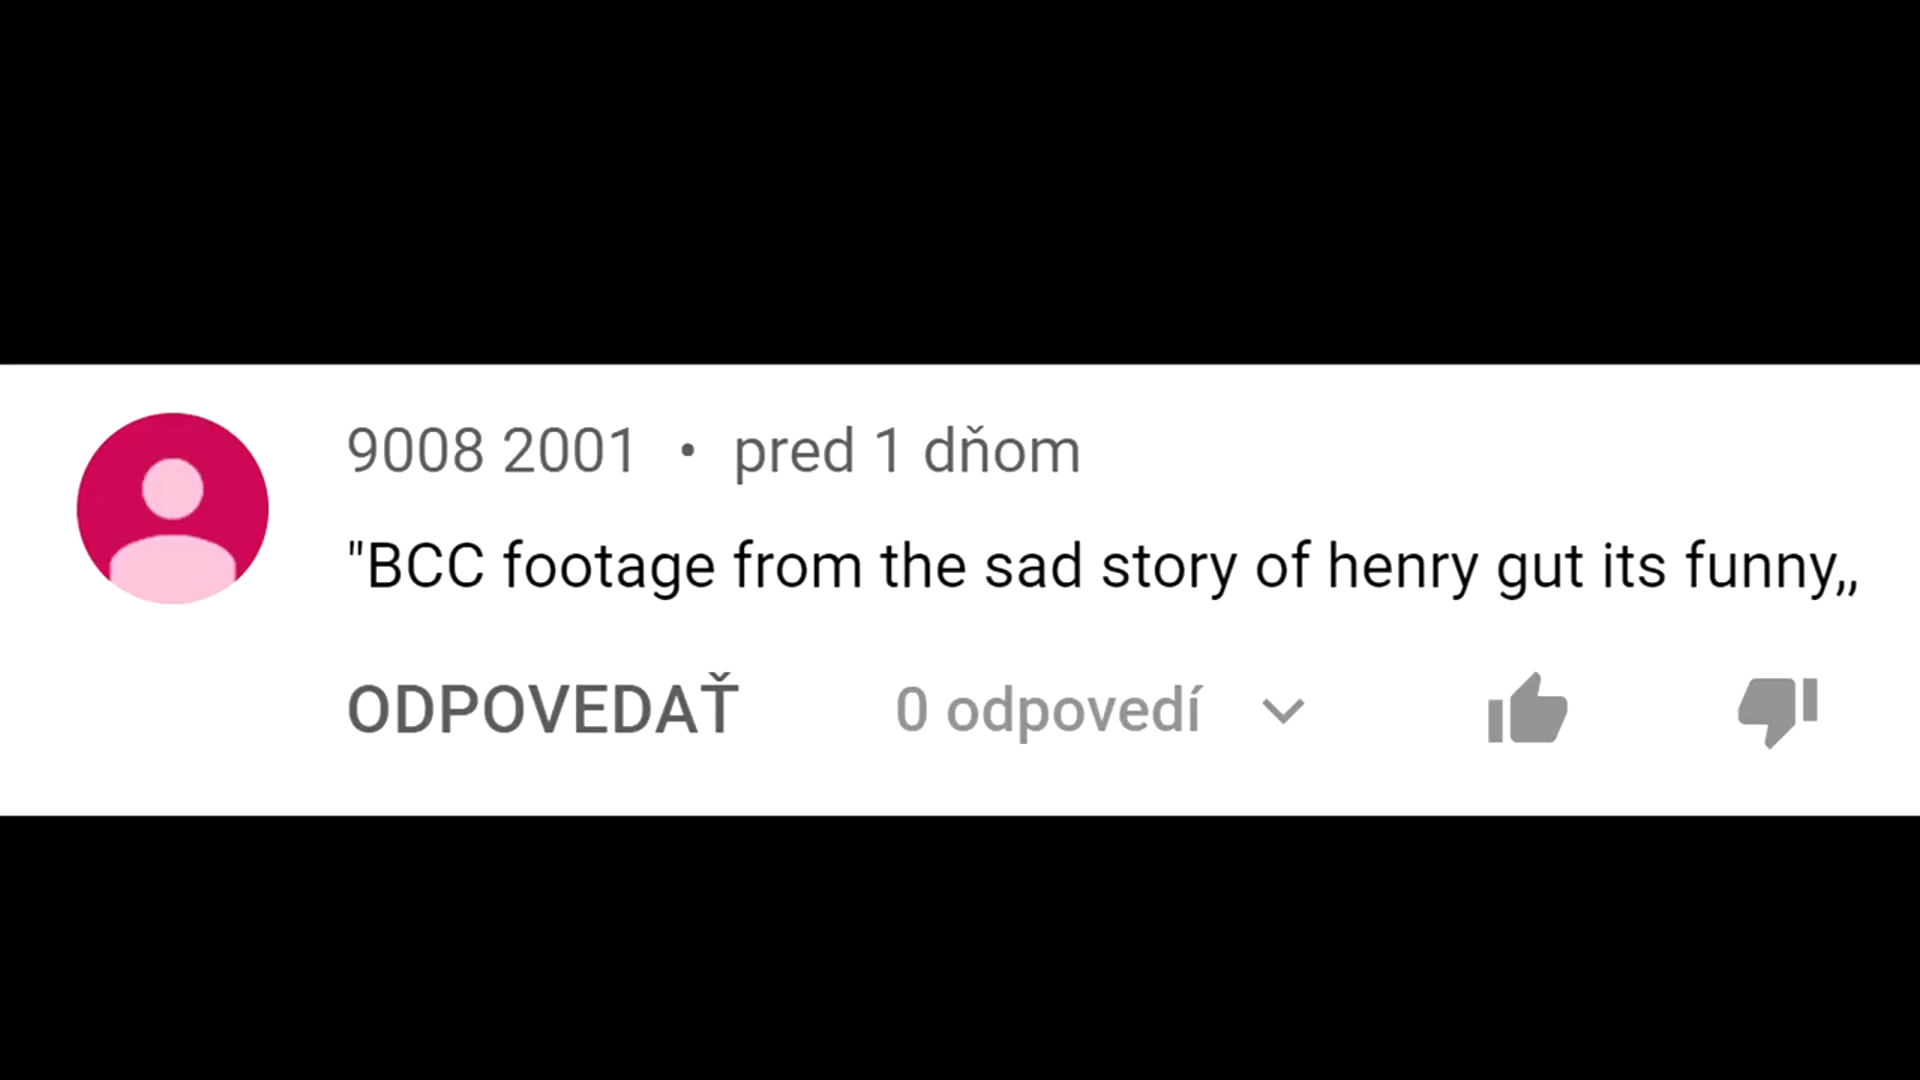 9008 2001 • pred 1 dňom
"BCC footage from the sad story of henry gut its funny,,
ODPOVEDAŤ 0 odpovedí